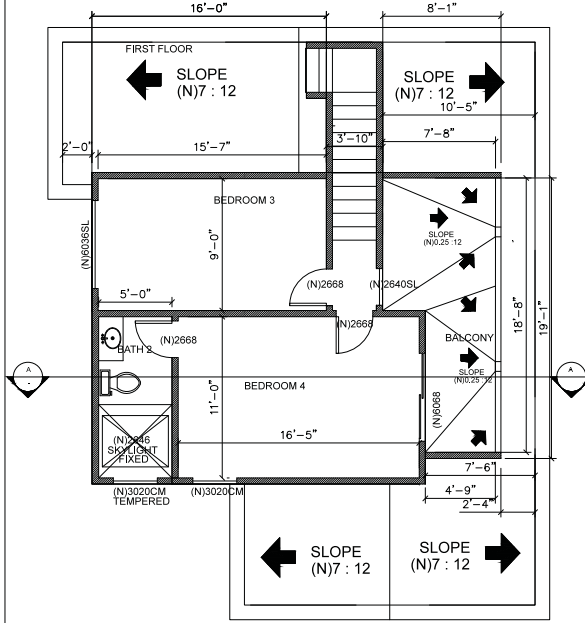 16'-0"
8'-1"
FIRST FLOOR
SLOPE
(N)7 : 12
SLOPE
(N)7 : 12
10'-5"
2'-0"
15'-7"
3'-10"
7'-8"
BEDROOM 3
(N)6036SL
9'-0"
SLOPE
(N)0.25 :12
5'-0"
(N)2668
(N)2640SL
(N)2668
(N)2668
BATH 2
BALCONY
18'-8"
19'-1"
A
-
BEDROOM 4
11'-0"
SLOPE
(N)0.25 :12
A
-
(N)6068
16'-5"
(N)2846
SKYLIGHT
FIXED
7'-6"
(N)3020CM
TEMPERED
(N)3020CM
4'-9"
2'-4"
SLOPE
(N)7 : 12
SLOPE
(N)7 : 12